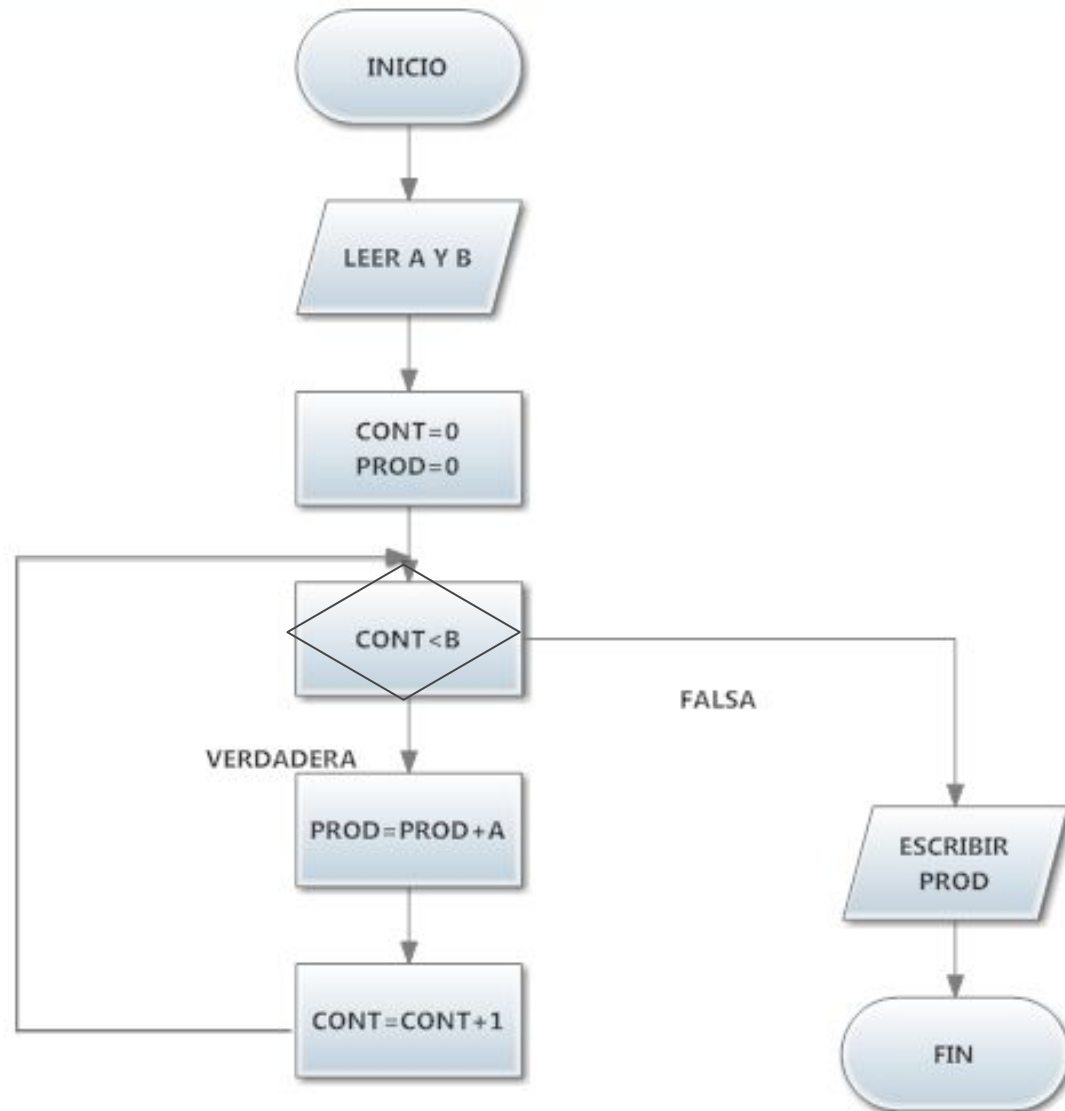 INICIO
LEER A Y B
CONT=0
PROD=0
CONT<B
FALSA
VERDADERA
PROD=PROD+A
ESCRIBIR
PROD
CONT=CONT+1
FIN